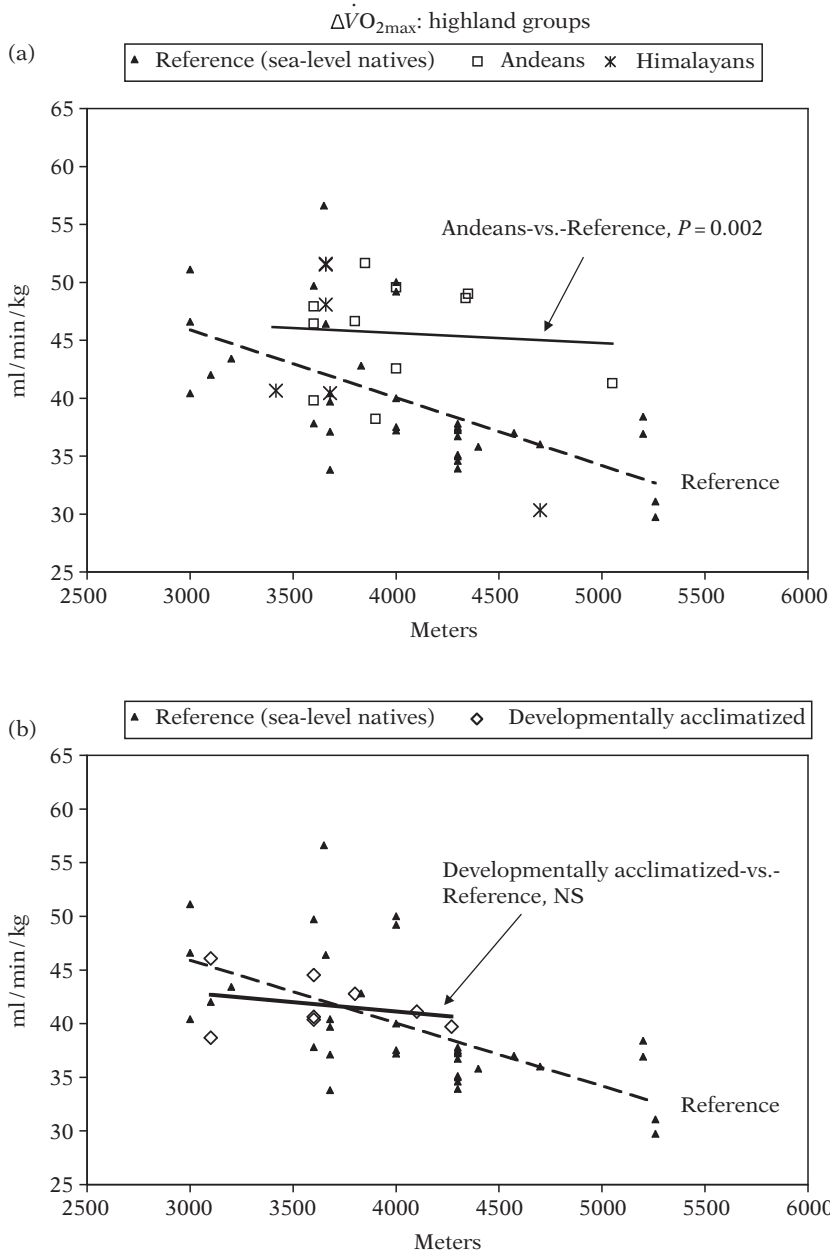 ΔV̇O2max: highland groups
(a)
Reference (sea-level natives) Andeans Himalayans
65
60
55
50
45
40
35
30
25
ml/min/kg
Andeans-vs.-Reference, P = 0.002
Reference
2500 3000 3500 4000 4500 5000 5500 6000
Meters
(b)
Reference (sea-level natives) Developmentally acclimatized
65
60
55
50
45
40
35
30
25
ml/min/kg
Developmentally acclimatized-vs.-
Reference, NS
Reference
2500 3000 3500 4000 4500 5000 5500 6000
Meters